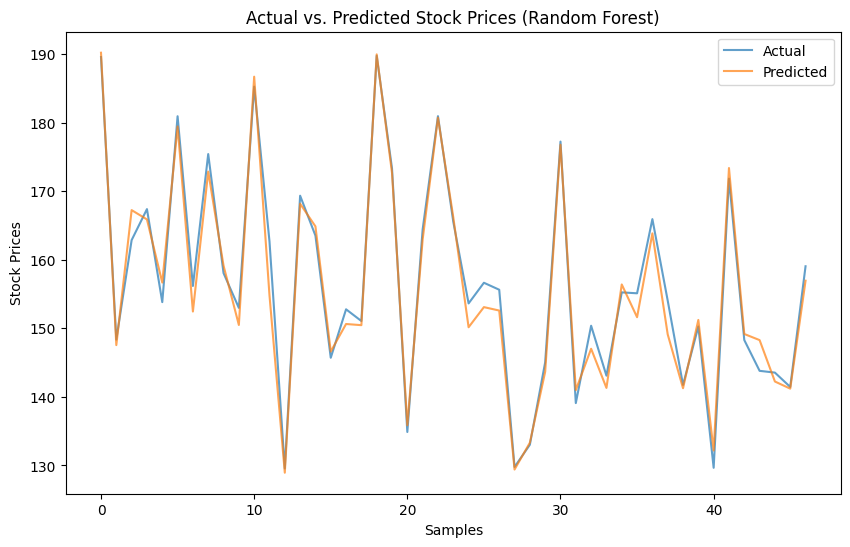 Actual vs. Predicted Stock Prices (Random Forest)
Actual
Predicted
Stock Prices
190
180
170
160
150
140
130
0 10 20 30 40
Samples